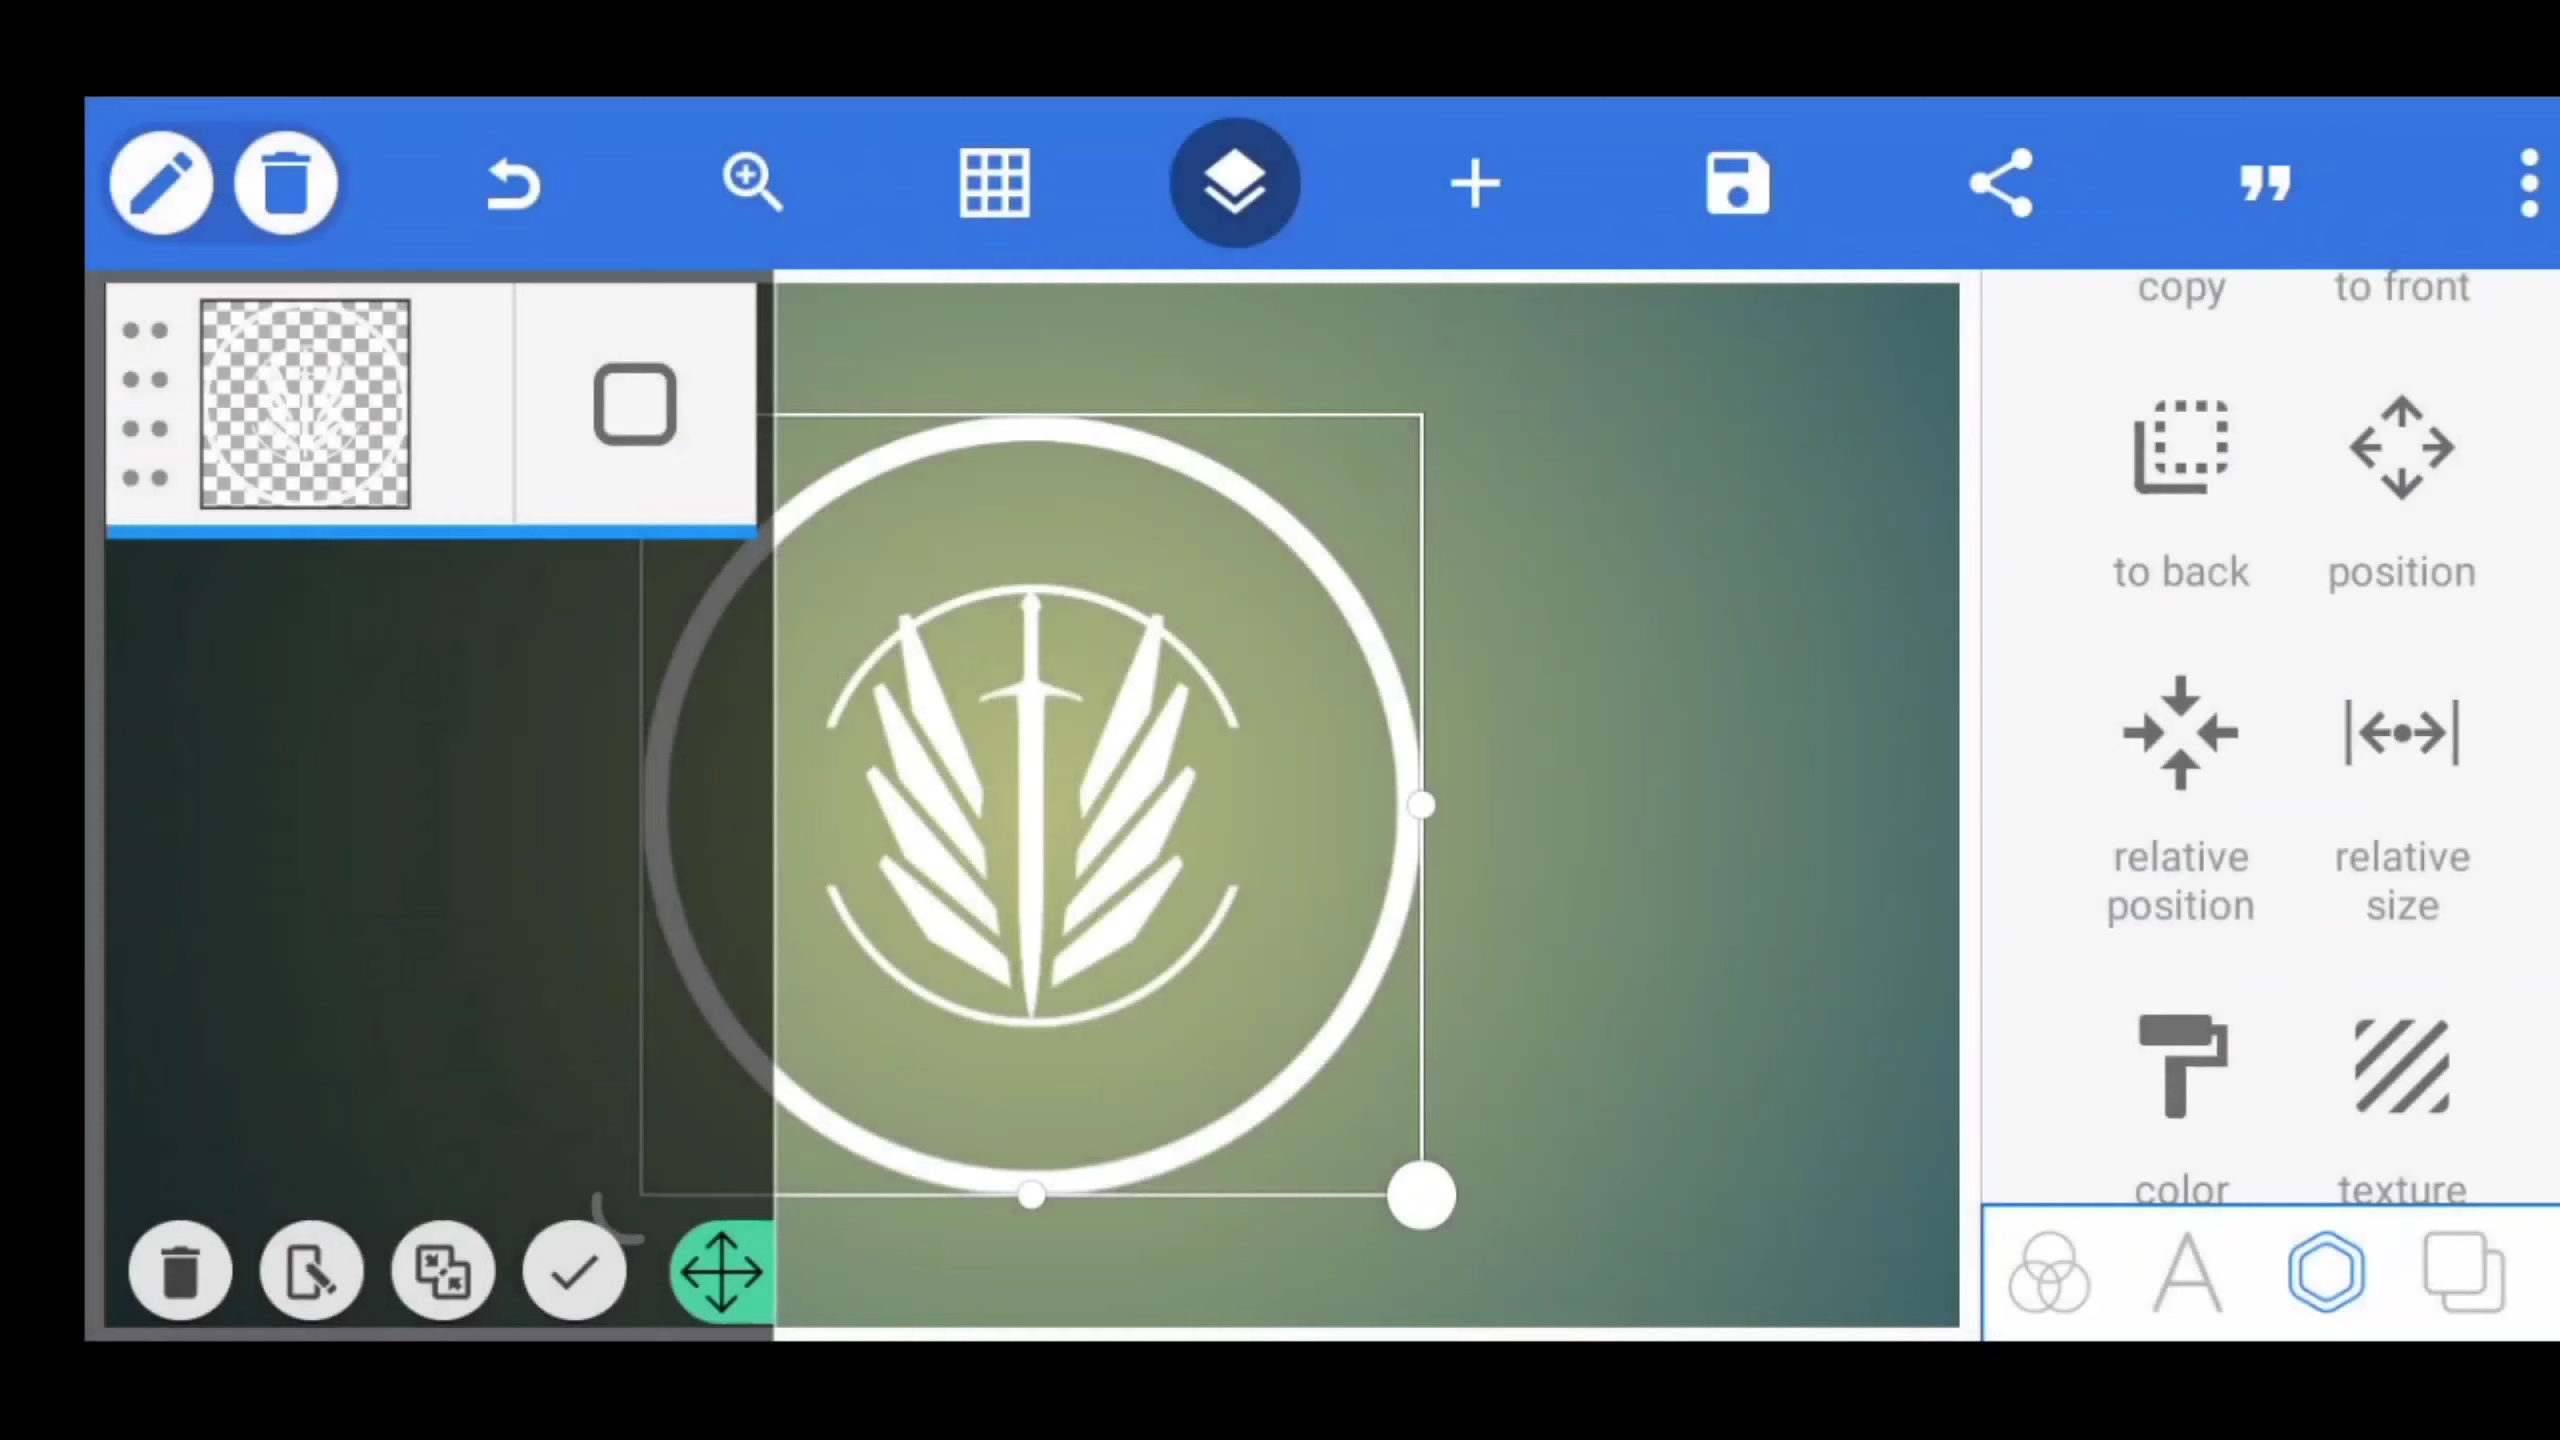 copy
to front
to back
position
relative
position
relative
size
color
texture